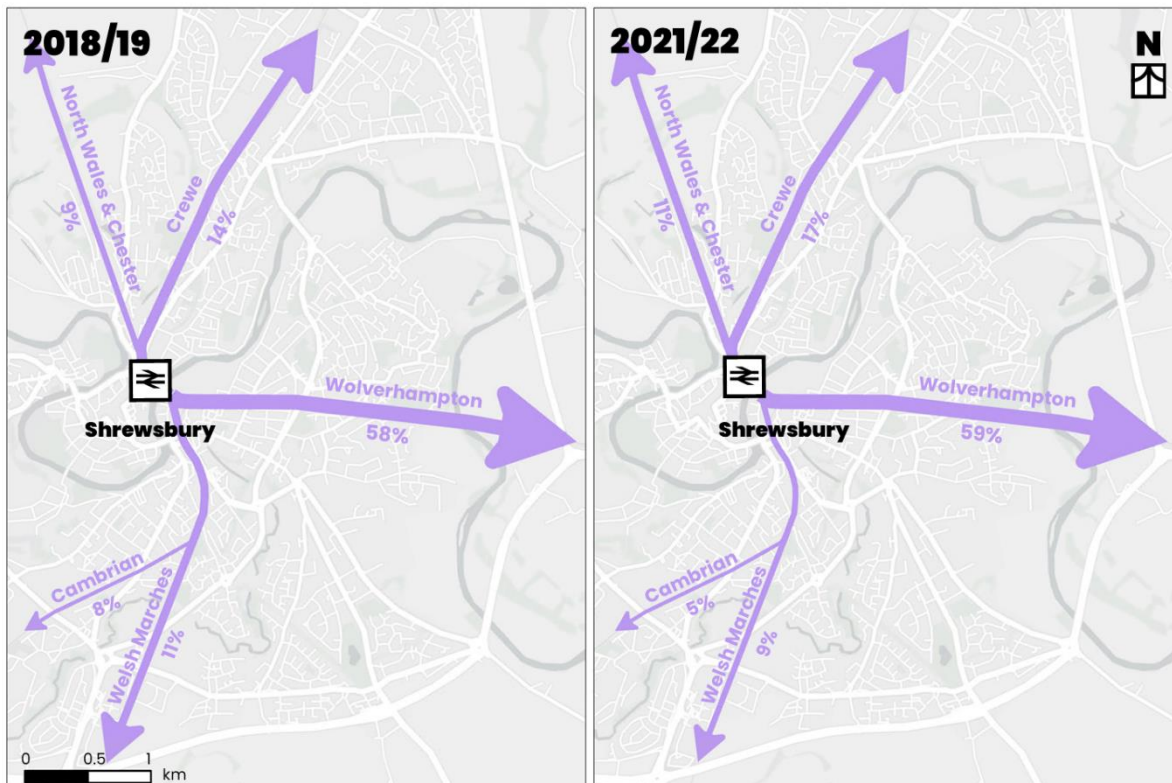 2018/19
North Wales & Chester
9%
Crewe
14%
Wolverhampton
58%
Shrewsbury
Cambrian
8%
Welsh Marches
11%
0 0.5 1
km
2021/22
N
North Wales & Chester
11%
Crewe
17%
Wolverhampton
59%
Shrewsbury
Cambrian
5%
Welsh Marches
9%